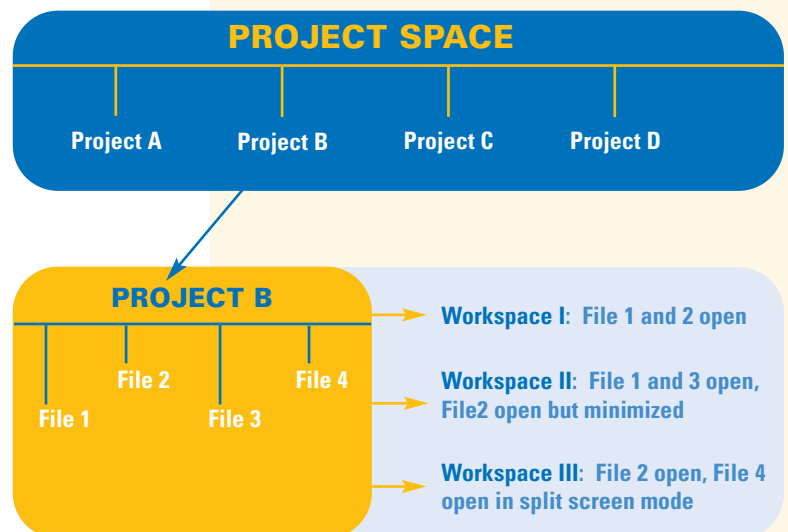 PROJECT SPACE
Project A
Project B
Project C
Project D
PROJECT B
File 1
File 2
File 3
File 4
Workspace I: File 1 and 2 open
Workspace II: File 1 and 3 open,
File2 open but minimized
Workspace III: File 2 open, File 4
open in split screen mode